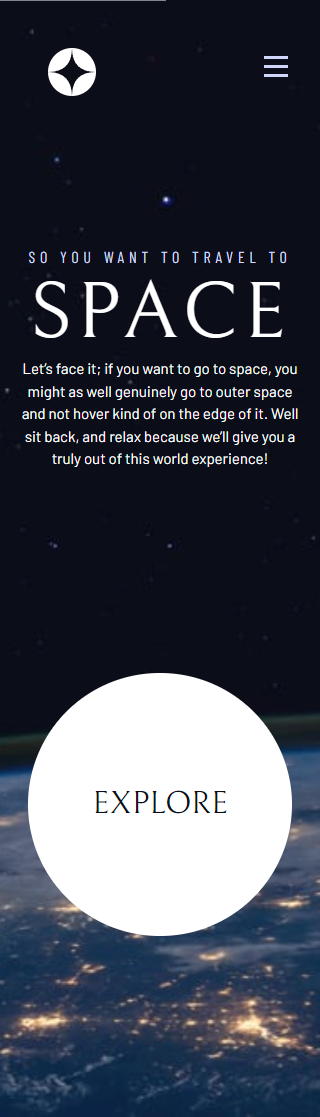 SO YOU WANT TO TRAVEL TO
SPACE
Let’s face it; if you want to go to space, you
might as well genuinely go to outer space
and not hover kind of on the edge of it. Well
sit back, and relax because we’ll give you a
truly out of this world experience!
EXPLORE